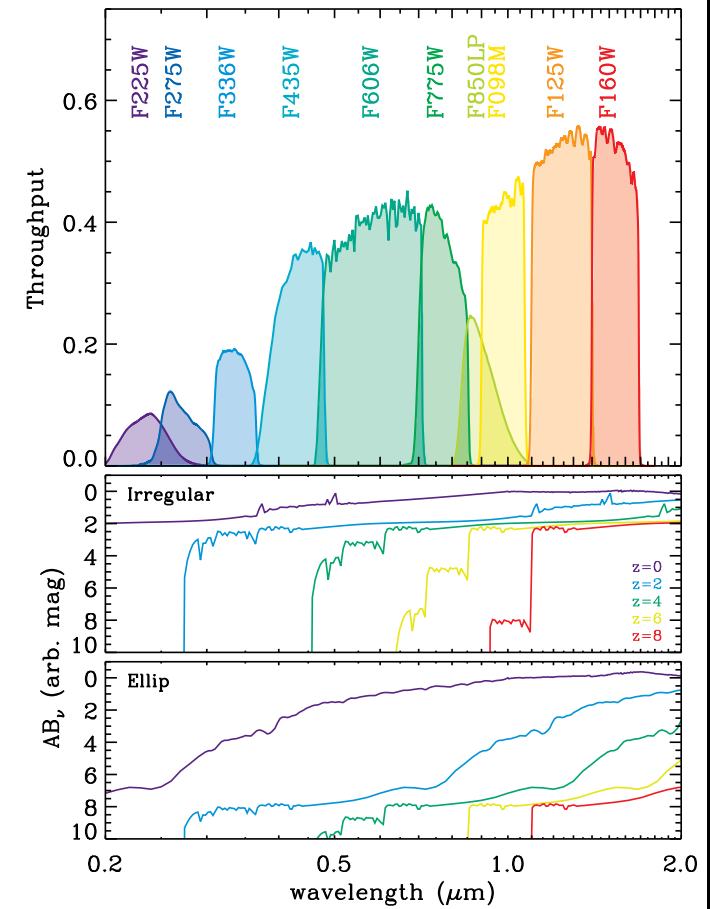 F225W
F275W
F336W
F435W
F606W
F775W
F850LP
F098M
F125W
F160W
0.6
0.4
0.2
0.0
Throughput
Irregular
0
2
4
6
8
10
z=0
z=2
z=4
z=6
z=8
Ellip
0
2
4
6
8
10
ABν (arb. mag)
0.2
0.5
1.0
2.0
wavelength (μm)